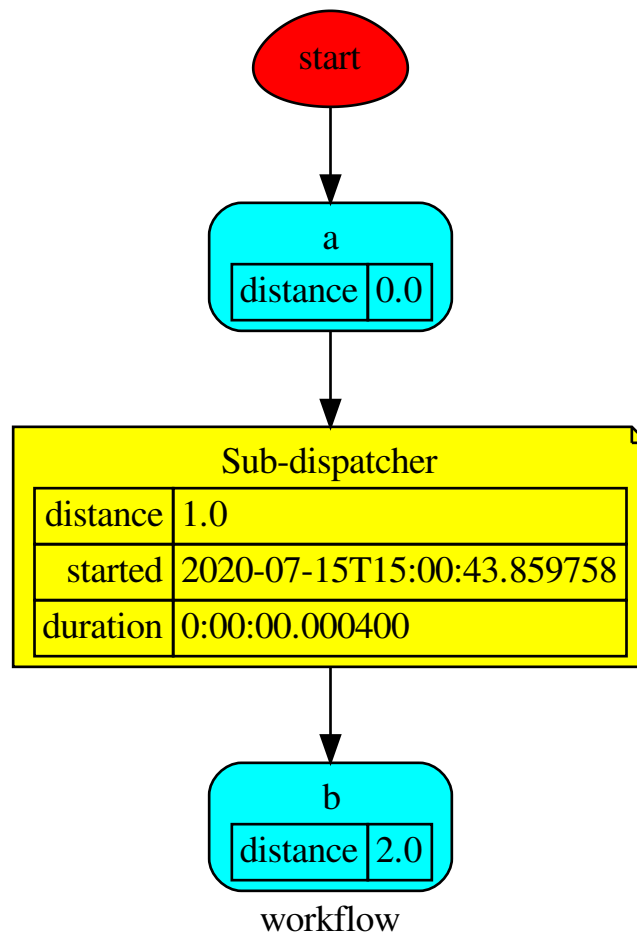 start
a
distance 0.0
Sub-dispatcher
distance 1.0
started 2020-07-15T15:00:43.859758
duration 0:00:00.000400
b
distance 2.0
workflow